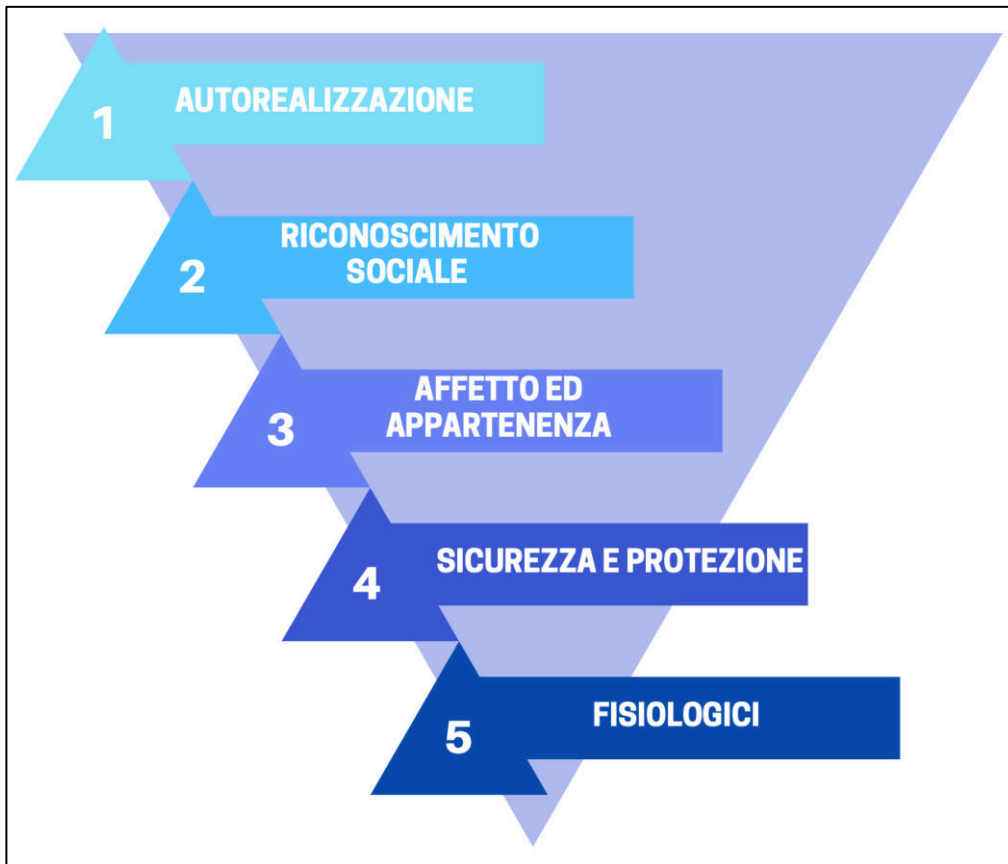 1
AUTOREALIZZAZIONE
2
RICONOSCIMENTO
SOCIALE
3
AFFETTO ED
APPARTENENZA
4
SICUREZZA E PROTEZIONE
5
FISIOLOGICI